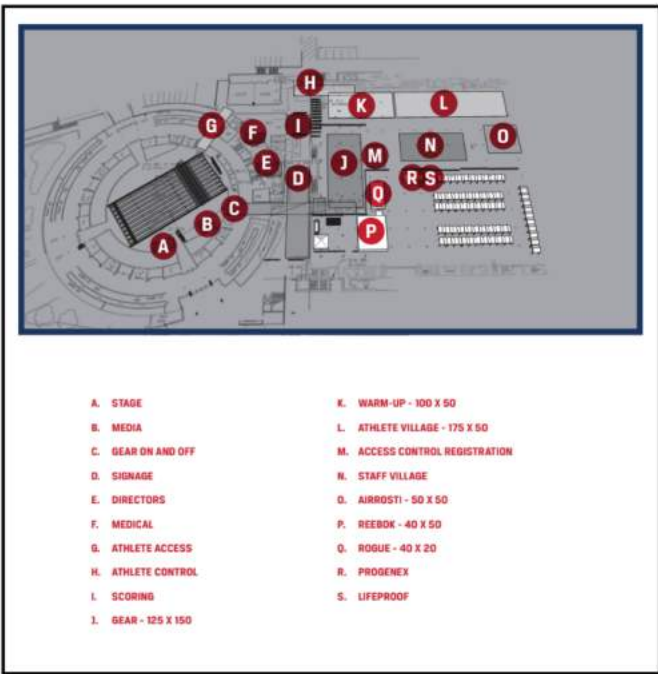 H
K
L
G
F
I
N
O
E
D
J
M
R
S
C
B
Q
P
A
A. STAGE
B. MEDIA
C. GEAR ON AND OFF
D. SIGNAGE
E. DIRECTORS
F. MEDICAL
G. ATHLETE ACCESS
H. ATHLETE CONTROL
I. SCORING
J. GEAR - 125 X 150
K. WARM-UP - 100 X 50
L. ATHLETE VILLAGE - 175 X 50
M. ACCESS CONTROL REGISTRATION
N. STAFF VILLAGE
O. AIRROSTI - 50 X 50
P. REEBOK - 40 X 50
Q. ROGUE - 40 X 20
R. PROGENEX
S. LIFEPROOF